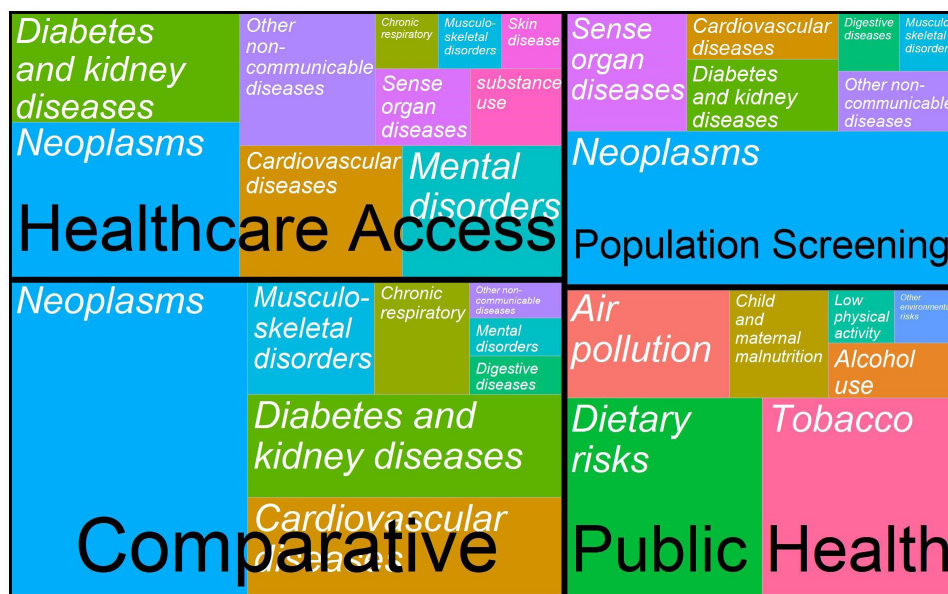 Diabetes
and kidney
diseases
Neoplasms
Other
non-
communicable
diseases
Chronic
respiratory
Musculo-
skeletal
disorders
Skin
disease
Sense
organ
diseases
substance
use
Cardiovascular
diseases
Mental
disorders
Healthcare Access
Sense
organ
diseases
Cardiovascular
diseases
Diabetes
and kidney
diseases
Digestive
diseases
Musculo
skeletal
disorder
Other non-
communicable
diseases
Neoplasms
Population Screening
Neoplasms
Musculo-
skeletal
disorders
Chronic
respiratory
Other non-
communicable
diseases
Mental
disorders
Digestive
diseases
Diabetes and
kidney diseases
Cardiovascular
diseases
Comparative
Air
pollution
Child
and
maternal
malnutrition
Low
physical
activity
Other
environmenta
risks
Alcohol
use
Dietary
risks
Tobacco
Public Health